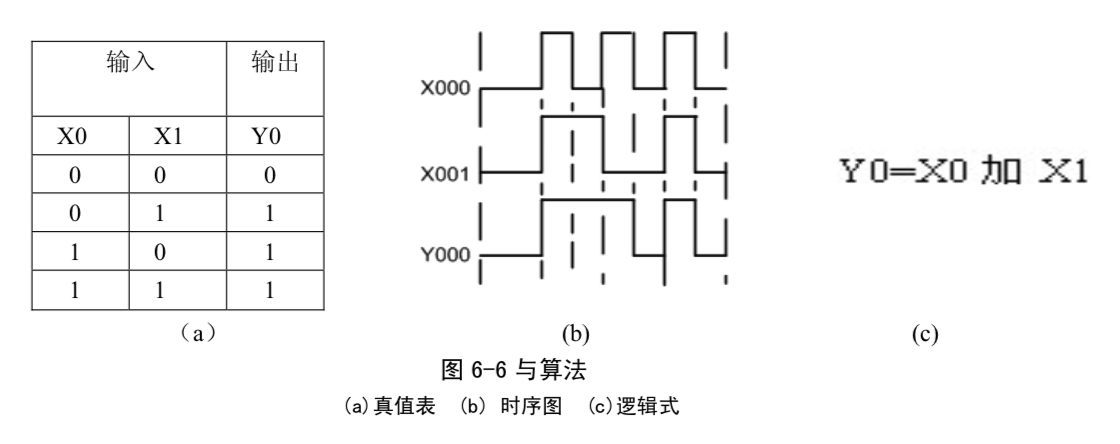 输入 输出
X0 X1 Y0
0 0 0
0 1 1
1 0 1
1 1 1
X000
X001
Y000
Y0=X0 加 X1
（a） (b) (c)
图 6-6 与算法
(a)真值表 (b) 时序图 (c)逻辑式